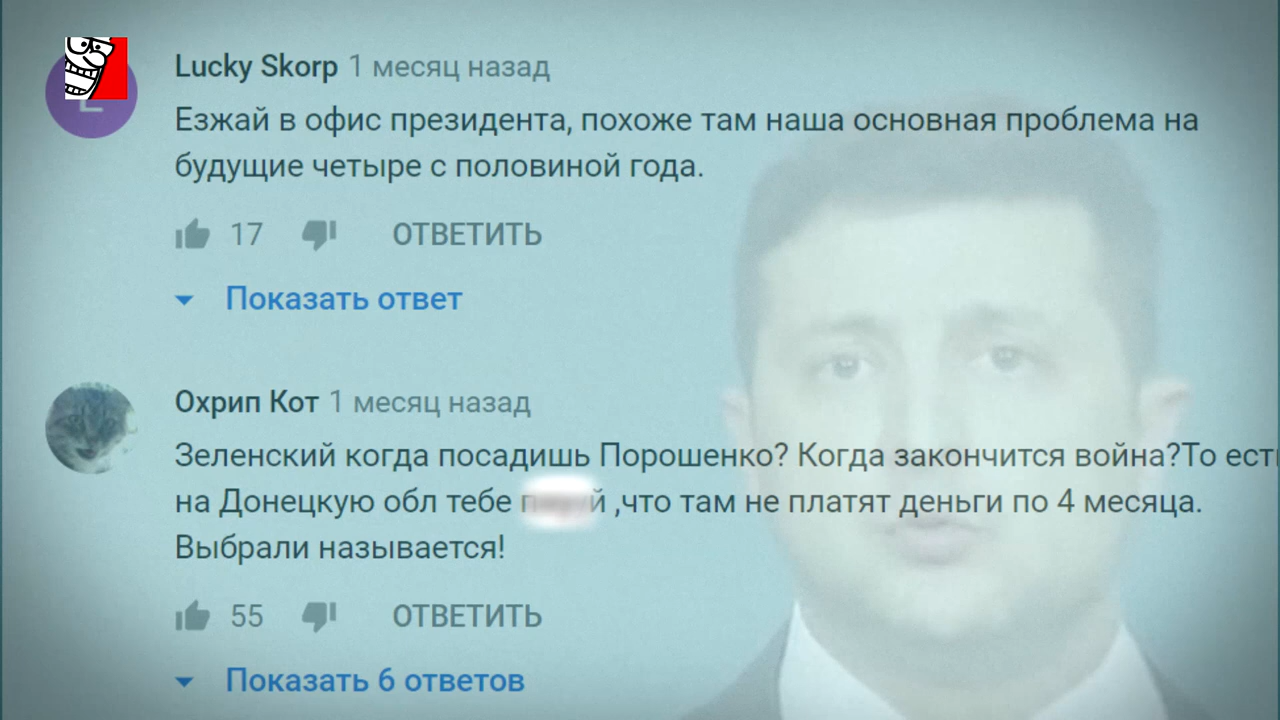 Lucky Skorp 1 месяц назад
Езжай в офис президента, похоже там наша основная проблема на
будущие четыре с половиной года.
17 ОТВЕТИТЬ
Показать ответ
Охрип Кот 1 месяц назад
Зеленский когда посадишь Порошенко? Когда закончится война?То есть
на Донецкую обл тебе ,что там не платят деньги по 4 месяца.
Выбрали называется!
55 ОТВЕТИТЬ
Показать 6 ответов